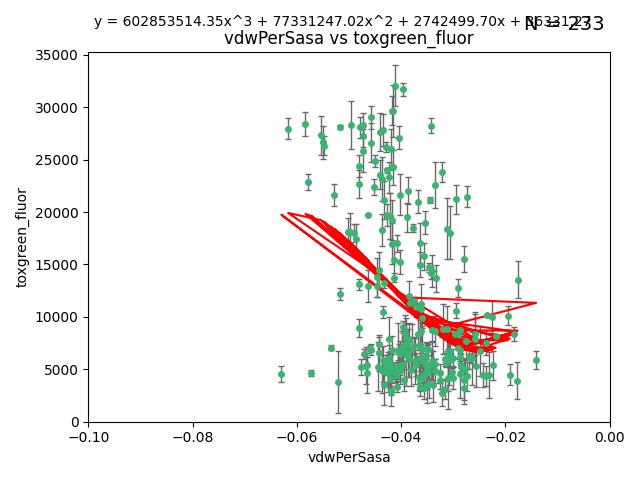 y = 602853514.35x^3 + 77331247.02x^2 + 2742499.70x +
N = 233
vdwPerSasa vs toxgreen_fluor
35000
30000
25000
20000
15000
10000
5000
0
toxgreen_fluor
−0.10
−0.08
−0.06
−0.04
−0.02
0.00
vdwPerSasa